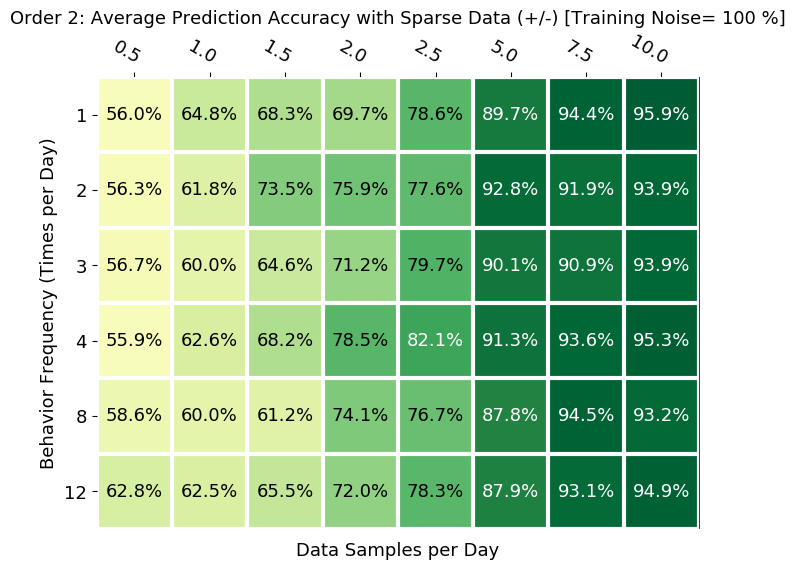 Order 2: Average Prediction Accuracy with Sparse Data (+/-) [Training Noise= 100 %]
0.5 1.0 1.5 2.0 2.5 5.0 7.5 10.0
Behavior Frequency (Times per Day)
1 56.0% 64.8% 68.3% 69.7% 78.6% 89.7% 94.4% 95.9%
2 56.3% 61.8% 73.5% 75.9% 77.6% 92.8% 91.9% 93.9%
3 56.7% 60.0% 64.6% 71.2% 79.7% 90.1% 90.9% 93.9%
4 55.9% 62.6% 68.2% 78.5% 82.1% 91.3% 93.6% 95.3%
8 58.6% 60.0% 61.2% 74.1% 76.7% 87.8% 94.5% 93.2%
12 62.8% 62.5% 65.5% 72.0% 78.3% 87.9% 93.1% 94.9%
Data Samples per Day